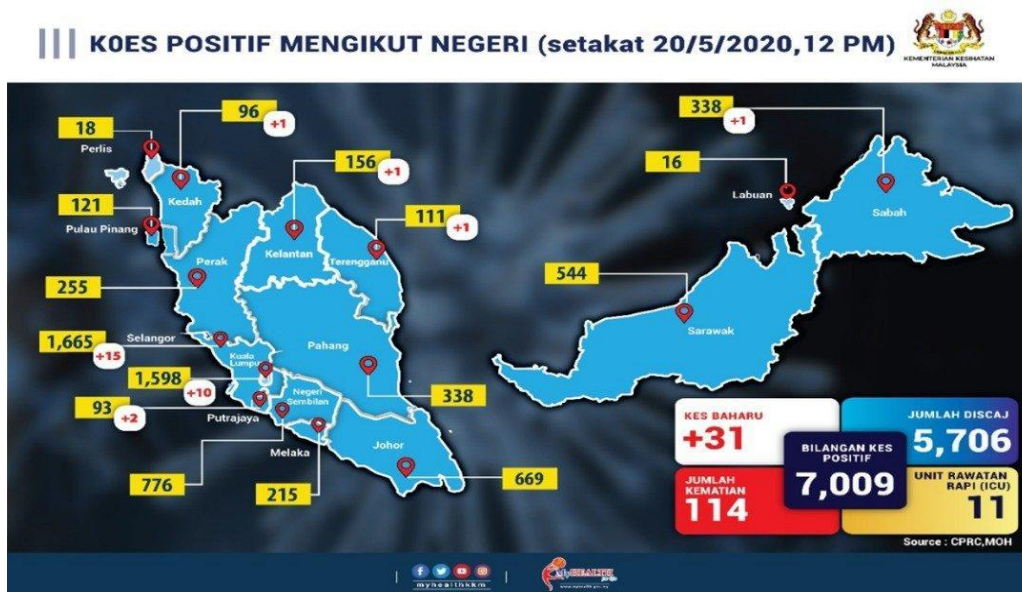 K0ES POSITIF MENGIKUT NEGERI (setakat 20/5/2020,12 PM)
KEMENTERIAN KESIHATAN
MALAYSIA
96
+1
18
Perlis
Kedah
156
+1
121
Pulau Pinang
Perak
Kelantan
111
+1
Terengganu
255
Selangor
1,665
+15
Kuala
Lumpu
Pahang
1,598
+10
338
93
+2
Putrajaya
Negeri
Sembilan
Melaka
Johor
776
215
669
338
+1
16
Labuan
Sabah
544
Sarawak
KES BAHARU
+31
JUMLAH DISCAJ
5,706
BILANGAN KES
POSITIF
7,009
JUMLAH
KEMATIAN
114
UNIT RAWATAN
RAPI (ICU)
11
Source : CPRC,MOH
myhealthkkm
MyHEALTH